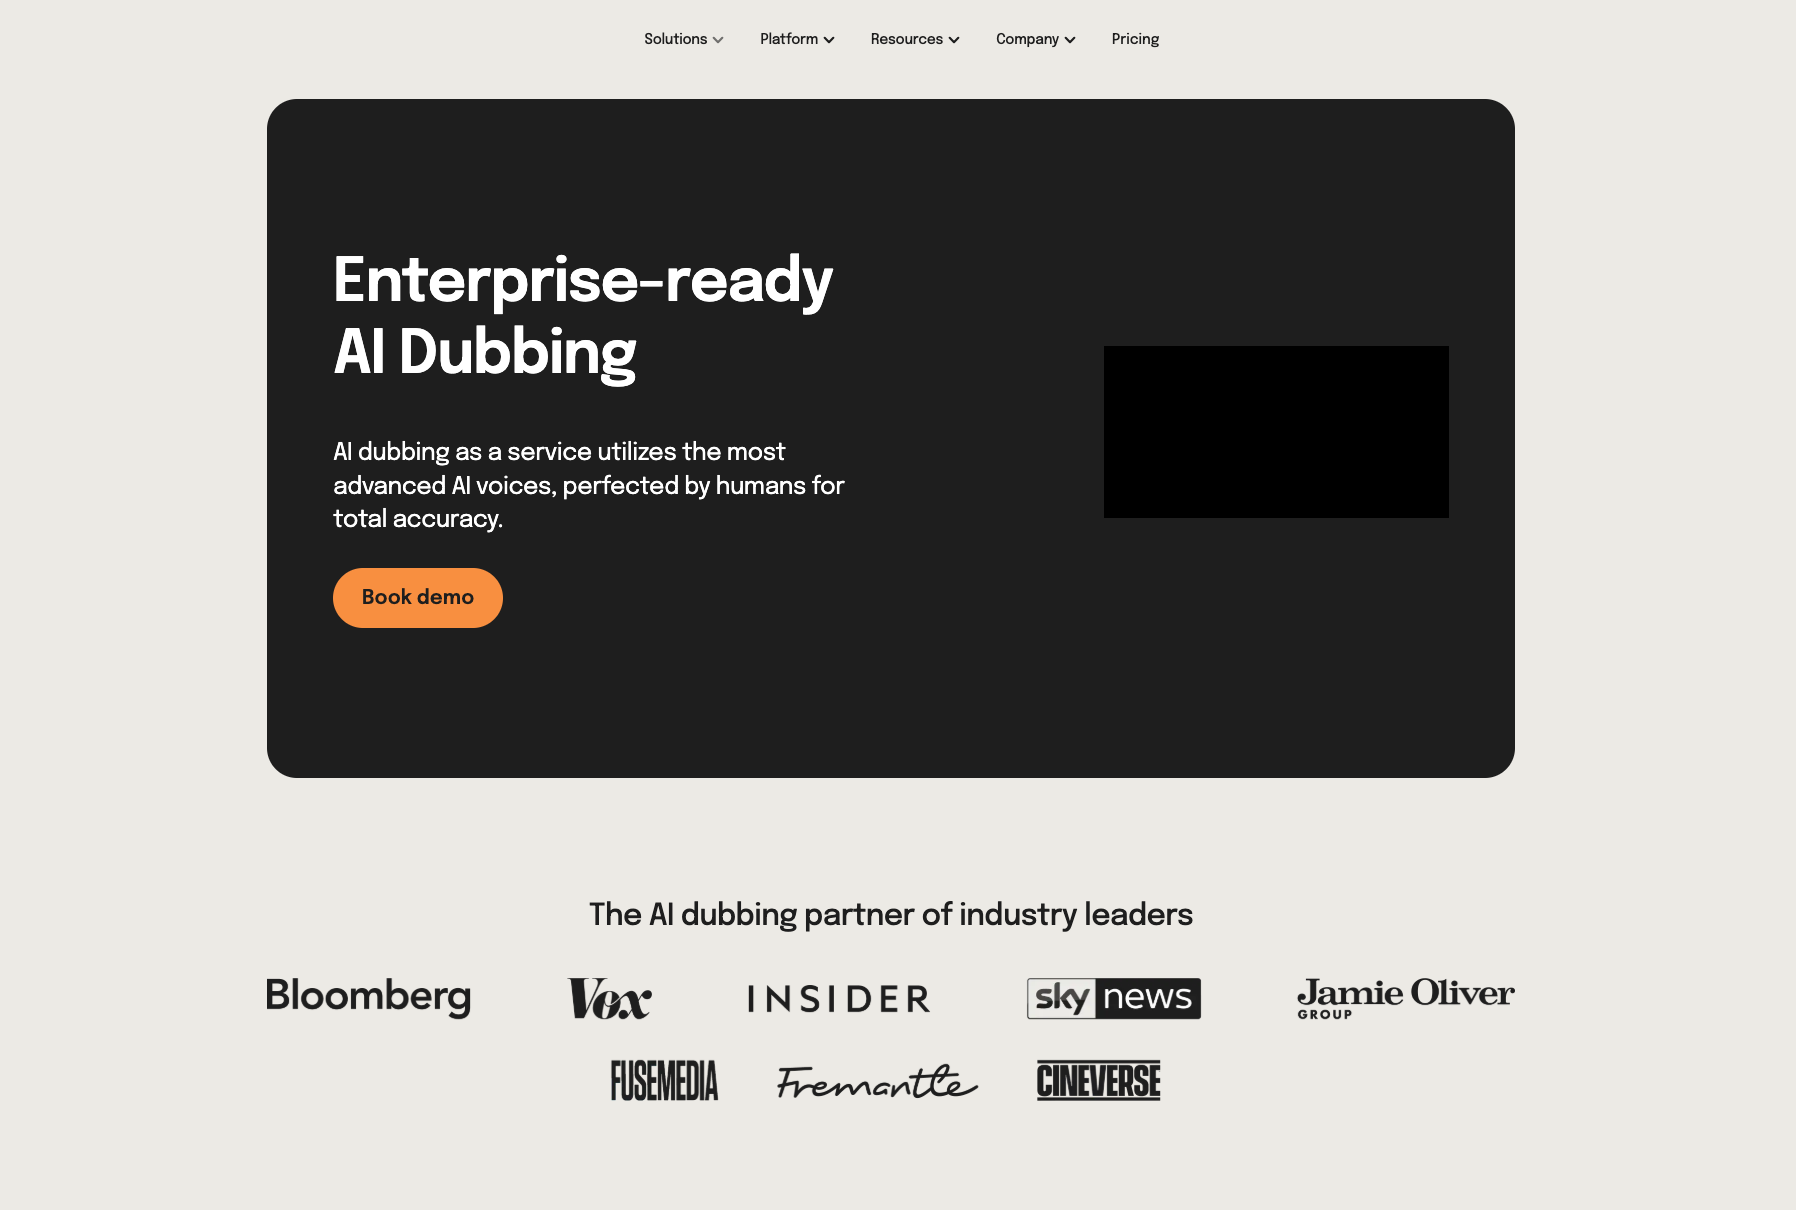 Solutions Platform Resources Company Pricing
Enterprise-ready
AI Dubbing
AI dubbing as a service utilizes the most
advanced AI voices, perfected by humans for
total accuracy.
Book demo
The AI dubbing partner of industry leaders
Bloomberg Vox INSIDER sky news Jamie Oliver
GROUP
FUSEMEDIA Fremantle CINEVERSE